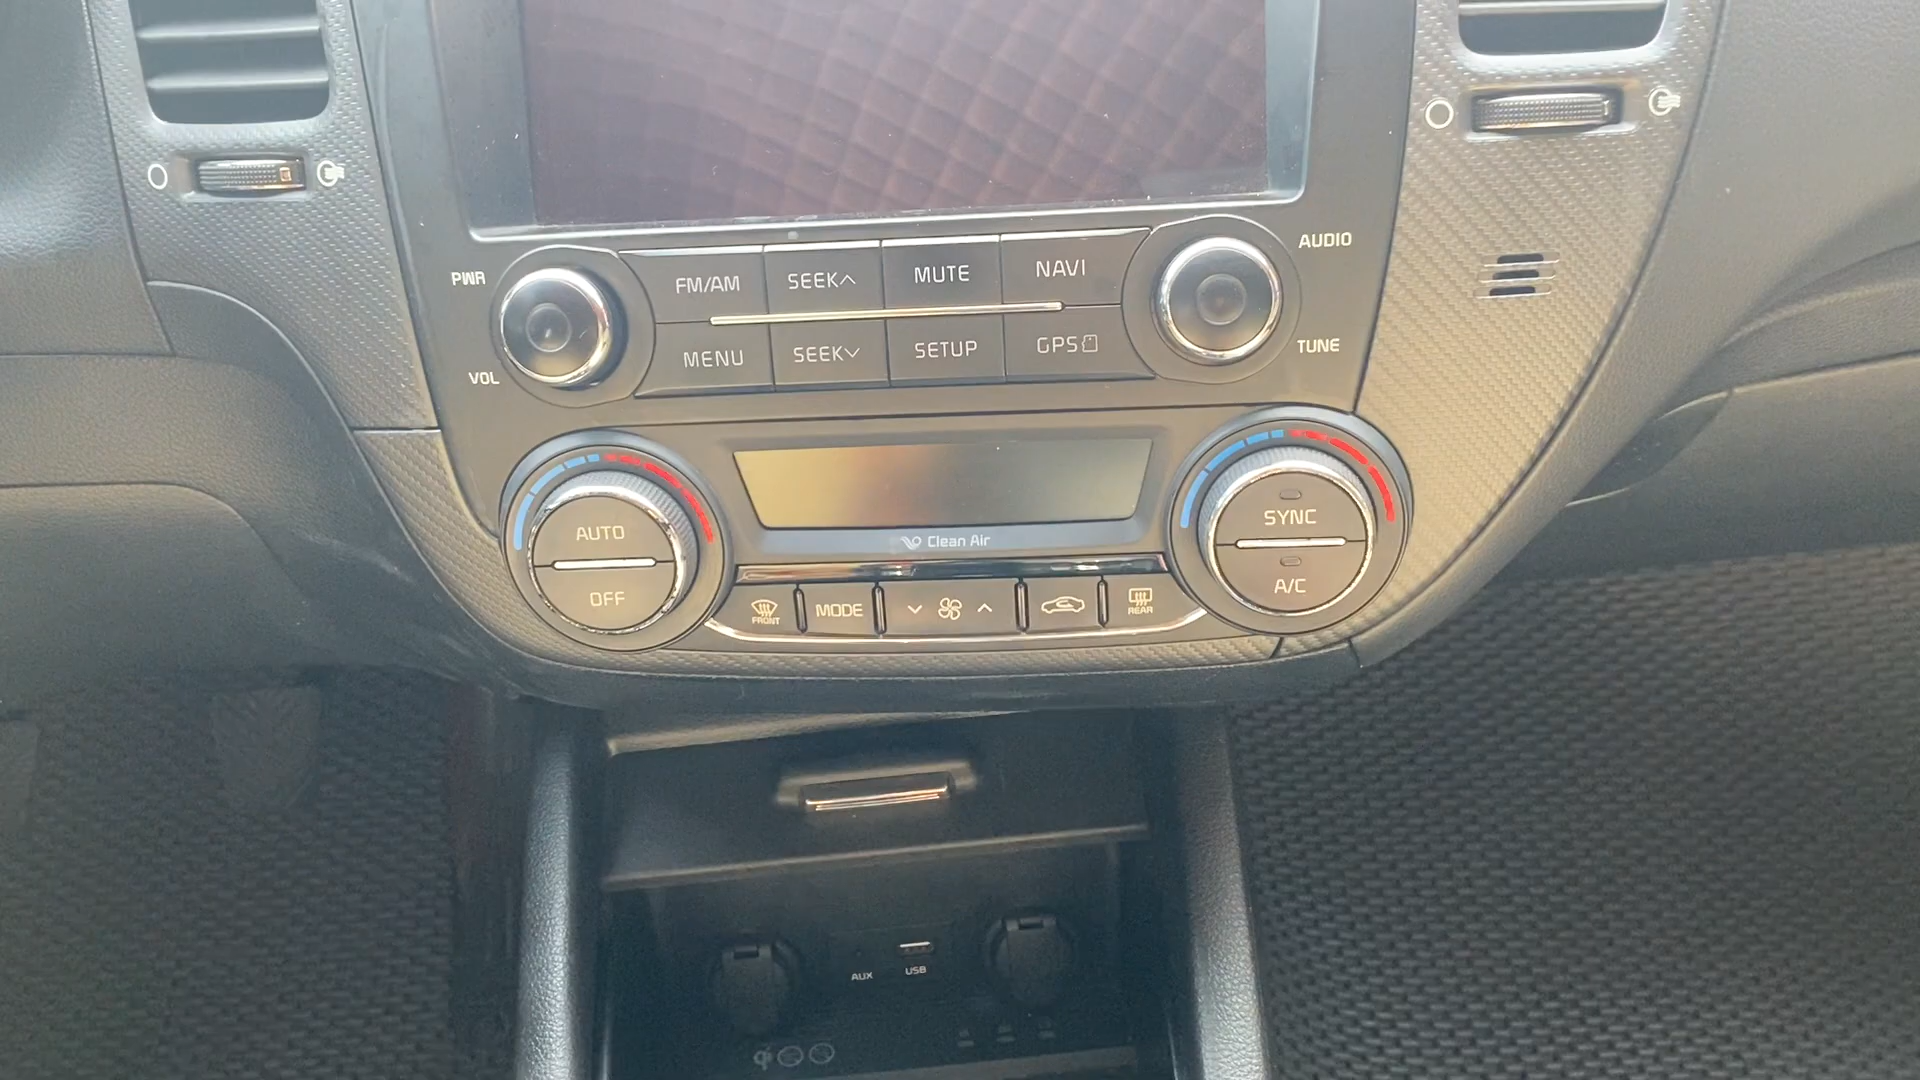 PWR
VOL
FM/AM
SEEK
MUTE
NAVI
AUDIO
MENU
SEEK
SETUP
GPS
TUNE
AUTO
OFF
Clean Air
SYNC
A/C
FRONT
MODE
REAR
AUX
USB
qi